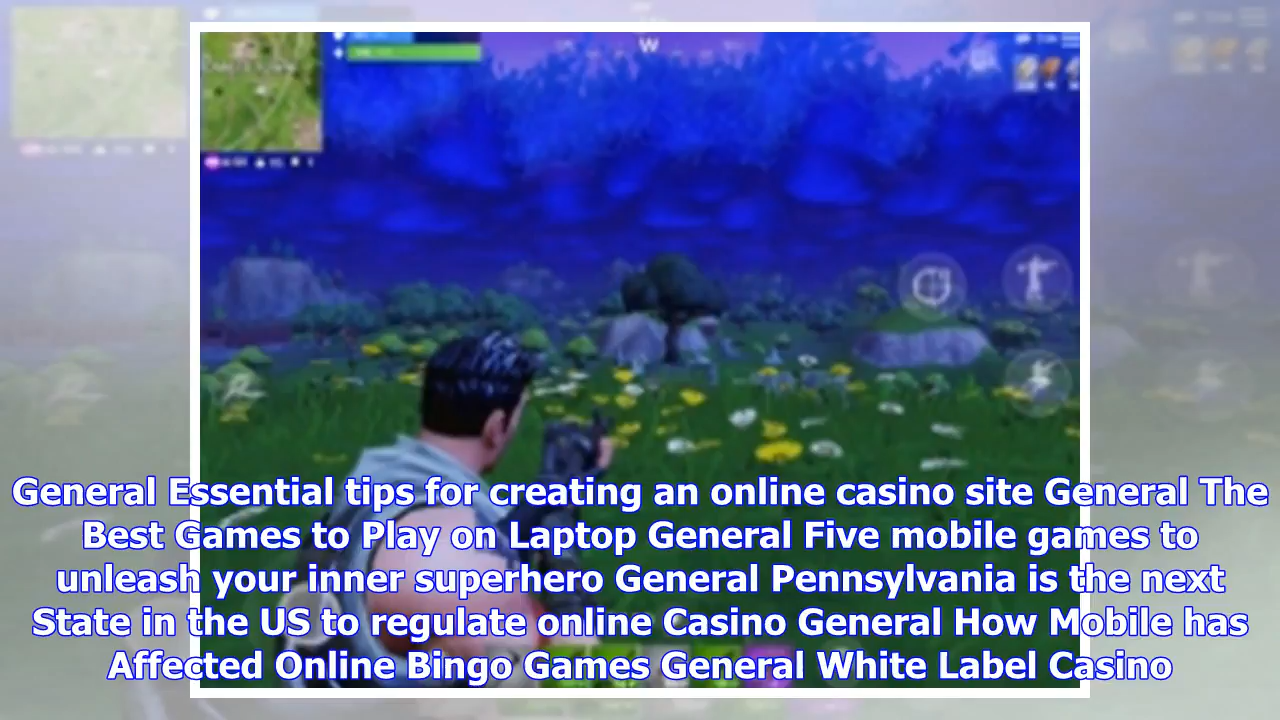 W
General Essential tips for creating an online casino site General The
Best Games to Play on Laptop General Five mobile games to
unleash your inner superhero General Pennsylvania is the next
State in the US to regulate online Casino General How Mobile has
Affected Online Bingo Games General White Label Casino